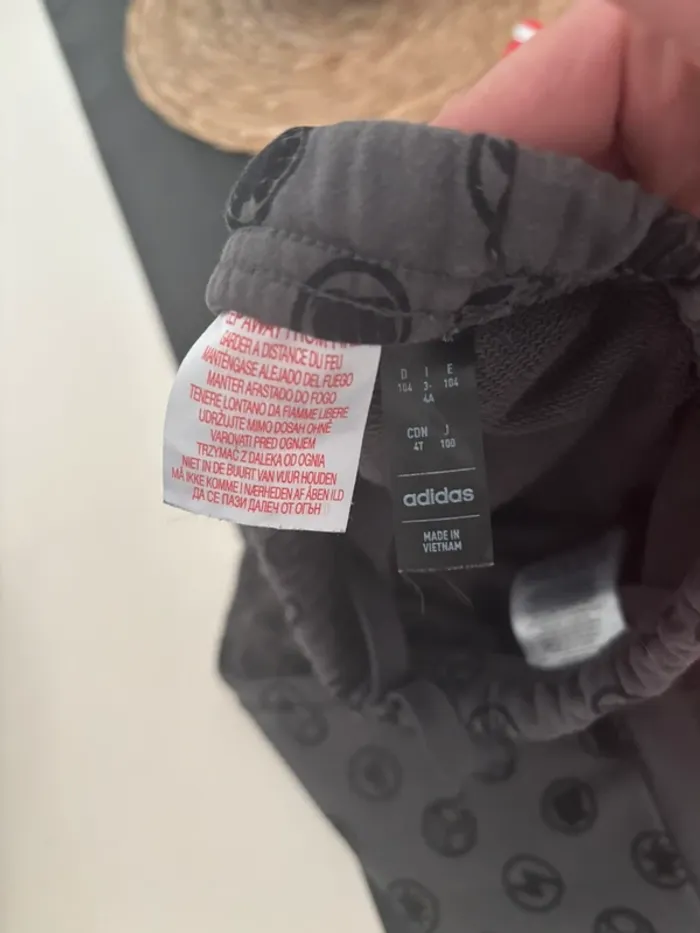 GARDER A DISTANCE DU FEU
MANTÉNGASE ALEJADO DEL FUEGO
MANTER AFASTADO DO FOGO
TENERE LONTANO DA FIAMME LIBERE
UDRŽUJTE MIMO DOSAH OHNĚ
VAROVATI PRED OGNJEM
TRZYMAĆ Z DALEKA OD OGNIA
NIET IN DE BUURT VAN VUUR HOUDEN
MÅ IKKE KOMME I NÆRHEDEN AF ÅBEN ILD
ДА СЕ ПАЗИ ДАЛЕЧ ОТ ОГЪН
D I E
104 3- 104
4A
CDN J
4T 100
adidas
MADE IN
VIETNAM